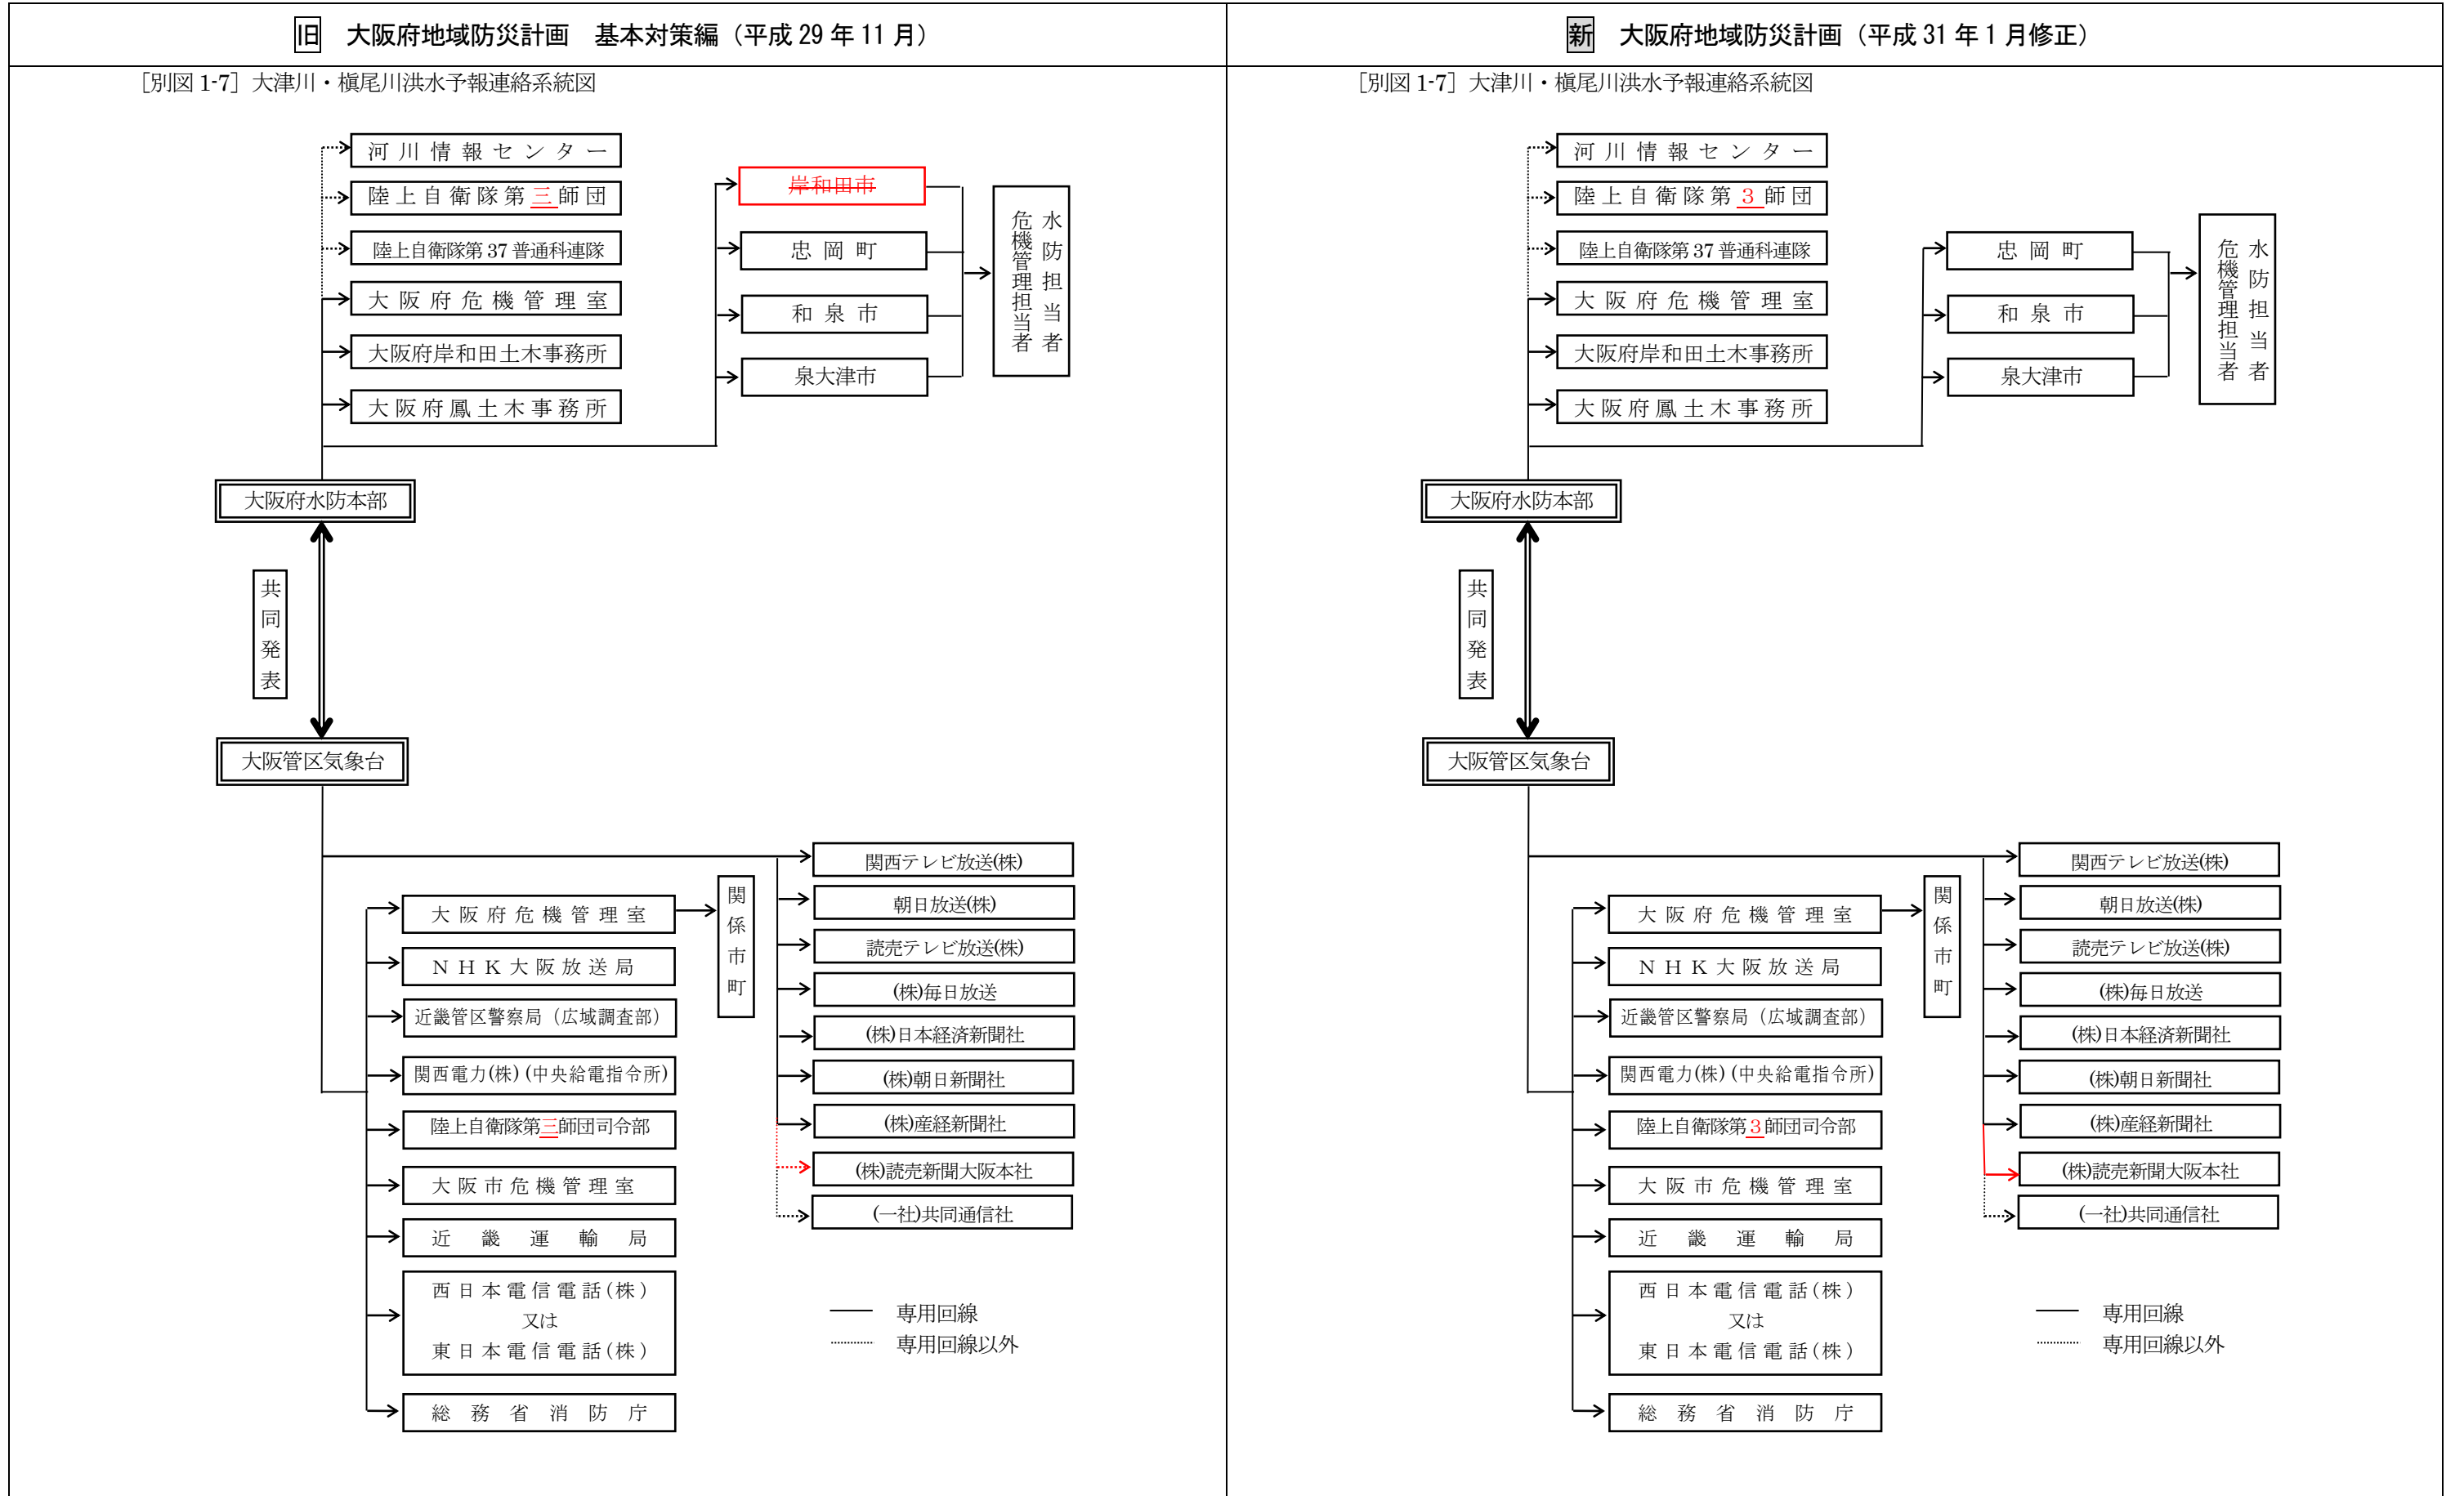 旧 大阪府地域防災計画 基本対策編（平成29年11月）
［別図1-7］大津川・槇尾川洪水予報連絡系統図
河川情報センター
陸上自衛隊第三師団
陸上自衛隊第37普通科連隊
大阪府危機管理室
大阪府岸和田土木事務所
大阪府鳳土木事務所
岸和田市
忠岡町
和泉市
泉大津市
水防担当者
危機管理担当者
大阪府水防本部
共同発表
大阪管区気象台
大阪府危機管理室
NHK大阪放送局
近畿管区警察局（広域調査部）
関西電力(株)(中央給電指令所)
陸上自衛隊第三師団司令部
大阪市危機管理室
近畿運輸局
西日本電信電話(株)
又は
東日本電信電話(株)
総務省消防庁
関係市町
関西テレビ放送(株)
朝日放送(株)
読売テレビ放送(株)
(株)毎日放送
(株)日本経済新聞社
(株)朝日新聞社
(株)産経新聞社
(株)読売新聞大阪本社
(一社)共同通信社
専用回線
専用回線以外
新 大阪府地域防災計画（平成31年1月修正）
［別図1-7］大津川・槇尾川洪水予報連絡系統図
河川情報センター
陸上自衛隊第３師団
陸上自衛隊第37普通科連隊
大阪府危機管理室
大阪府岸和田土木事務所
大阪府鳳土木事務所
忠岡町
和泉市
泉大津市
水防担当者
危機管理担当者
大阪府水防本部
共同発表
大阪管区気象台
大阪府危機管理室
NHK大阪放送局
近畿管区警察局（広域調査部）
関西電力(株)(中央給電指令所)
陸上自衛隊第３師団司令部
大阪市危機管理室
近畿運輸局
西日本電信電話(株)
又は
東日本電信電話(株)
総務省消防庁
関係市町
関西テレビ放送(株)
朝日放送(株)
読売テレビ放送(株)
(株)毎日放送
(株)日本経済新聞社
(株)朝日新聞社
(株)産経新聞社
(株)読売新聞大阪本社
(一社)共同通信社
専用回線
専用回線以外